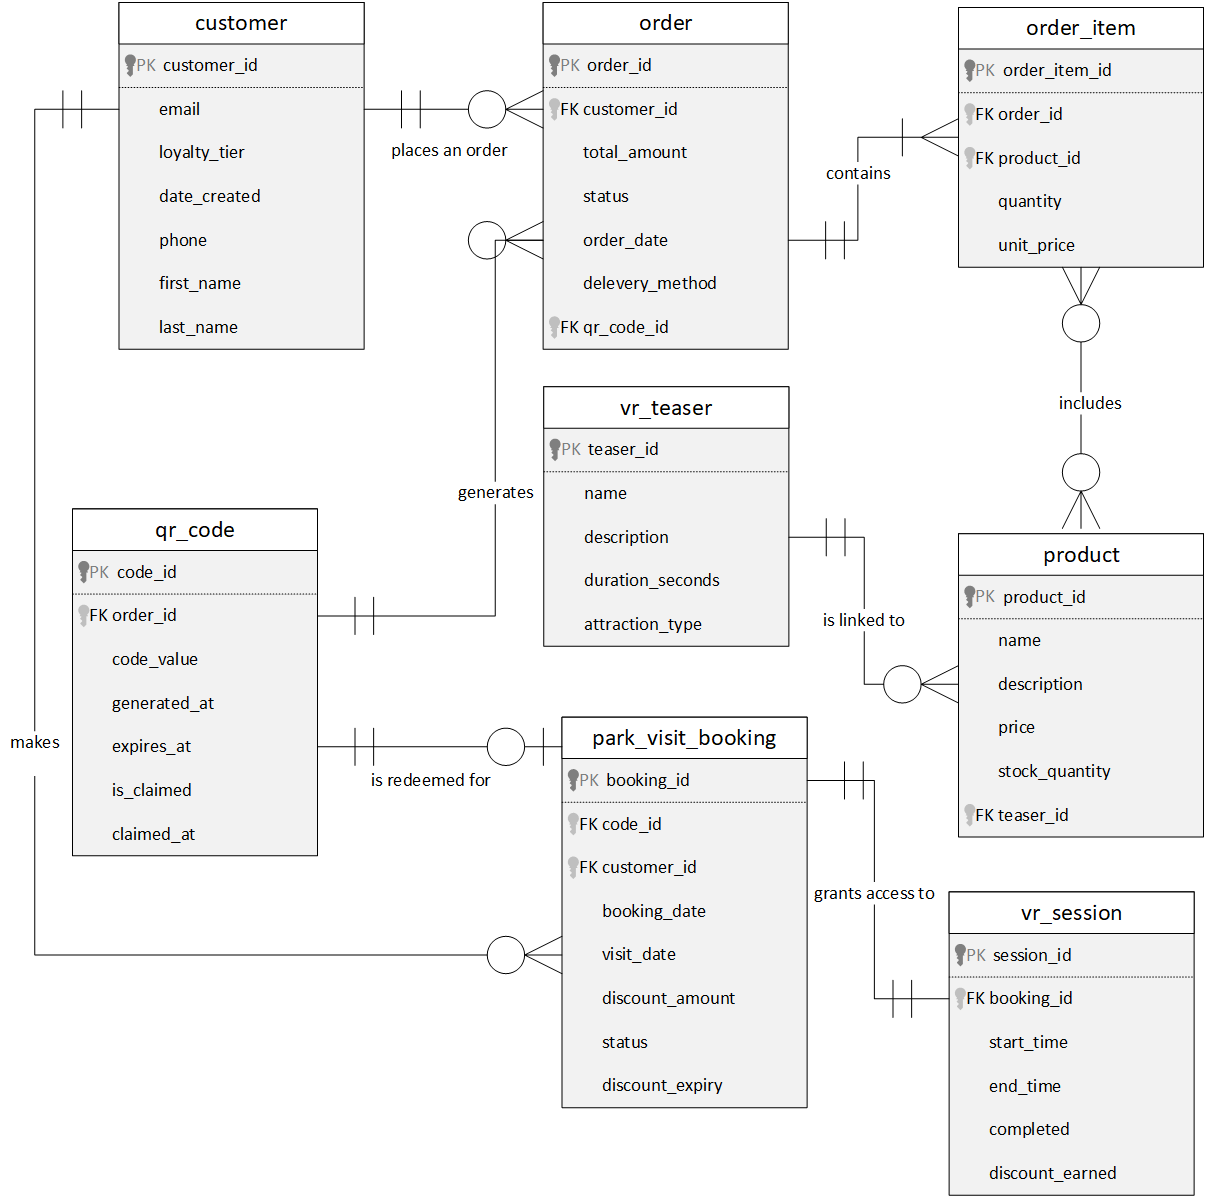 customer
PK customer_id
email
loyalty_tier
date_created
phone
first_name
last_name
places an order
order
PK order_id
FK customer_id
total_amount
status
order_date
delevery_method
FK qr_code_id
contains
order_item
PK order_item_id
FK order_id
FK product_id
quantity
unit_price
includes
generates
vr_teaser
PK teaser_id
name
description
duration_seconds
attraction_type
is linked to
product
PK product_id
name
description
price
stock_quantity
FK teaser_id
qr_code
PK code_id
FK order_id
code_value
generated_at
expires_at
is_claimed
claimed_at
makes
is redeemed for
park_visit_booking
PK booking_id
FK code_id
FK customer_id
booking_date
visit_date
discount_amount
status
discount_expiry
grants access to
vr_session
PK session_id
FK booking_id
start_time
end_time
completed
discount_earned